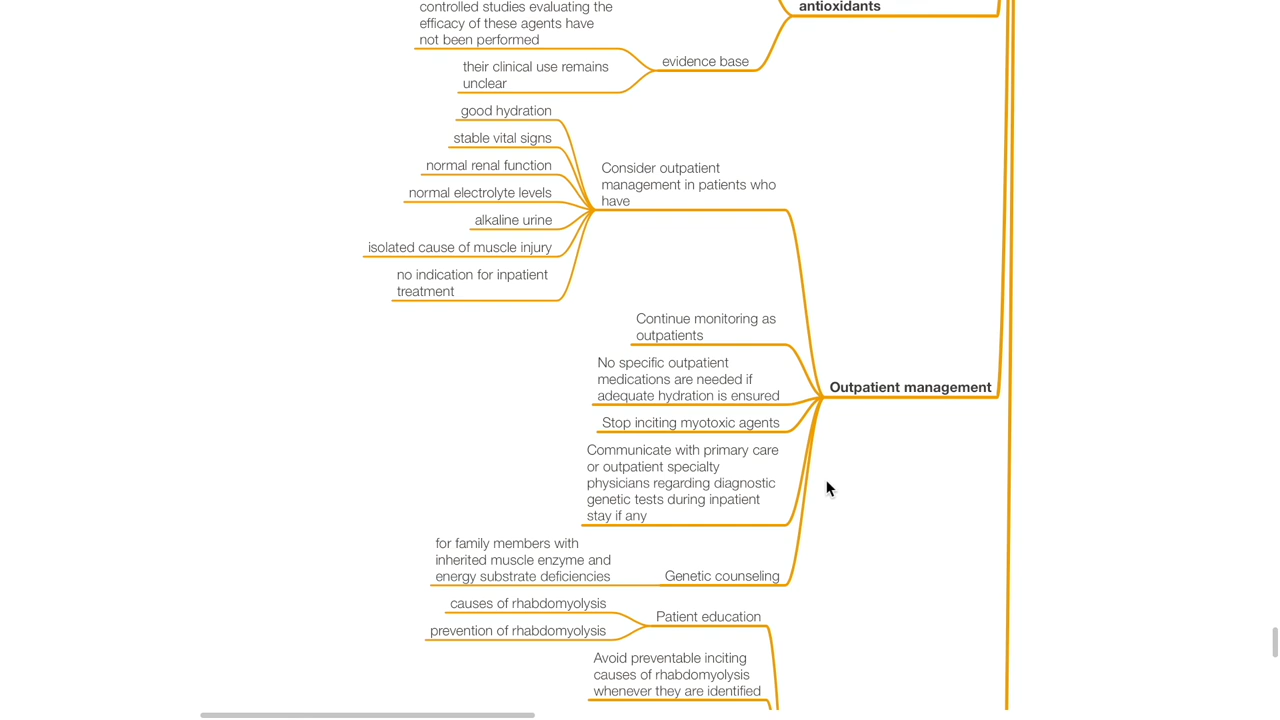 antioxidants
controlled studies evaluating the
efficacy of these agents have
not been performed
evidence base
their clinical use remains
unclear
good hydration
stable vital signs
normal renal function
normal electrolyte levels
alkaline urine
isolated cause of muscle injury
no indication for inpatient
treatment
Consider outpatient
management in patients who
have
Continue monitoring as
outpatients
No specific outpatient
medications are needed if
adequate hydration is ensured
Outpatient management
Stop inciting myotoxic agents
Communicate with primary care
or outpatient specialty
physicians regarding diagnostic
genetic tests during inpatient
stay if any
for family members with
inherited muscle enzyme and
energy substrate deficiencies
Genetic counseling
causes of rhabdomyolysis
Patient education
prevention of rhabdomyolysis
Avoid preventable inciting
causes of rhabdomyolysis
whenever they are identified